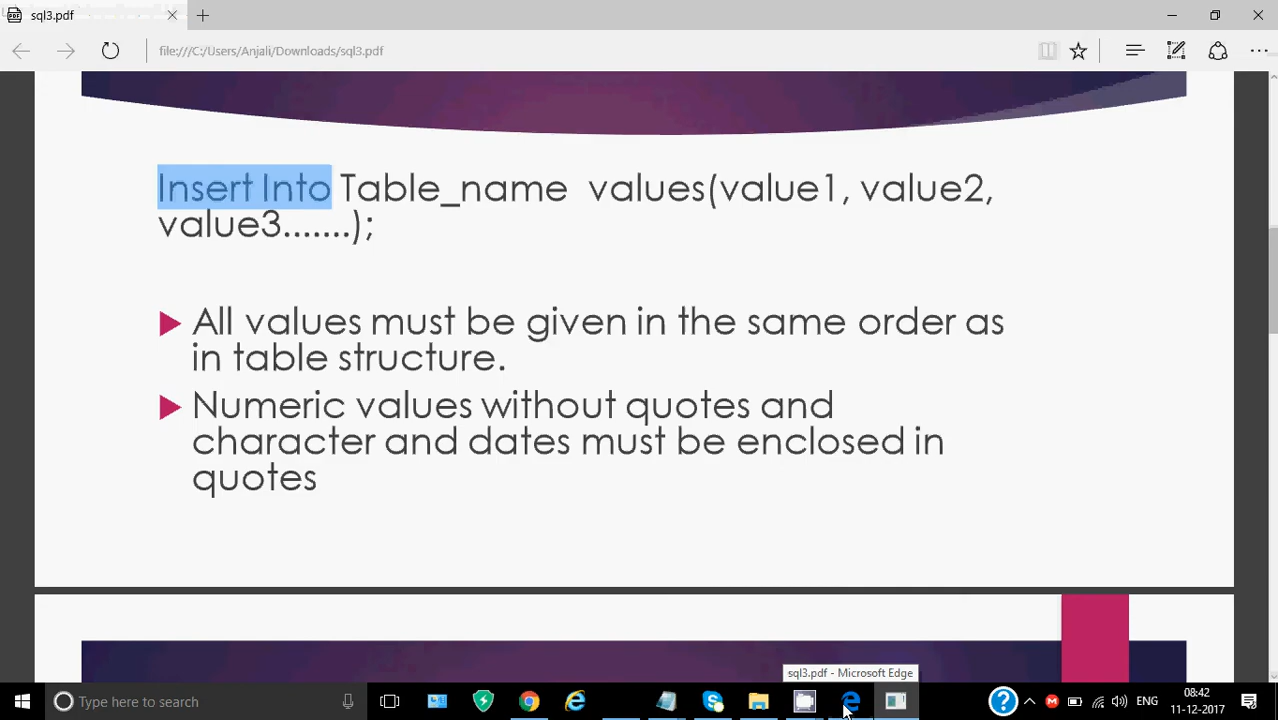 sql3.pdf
file:///C:/Users/Anjali/Downloads/sql3.pdf
Insert Into Table_name values(value1, value2,
value3.......);
All values must be given in the same order as
in table structure.
Numeric values without quotes and
character and dates must be enclosed in
quotes
sql3.pdf - Microsoft Edge
Type here to search
ENG
08:42
11-12-2017